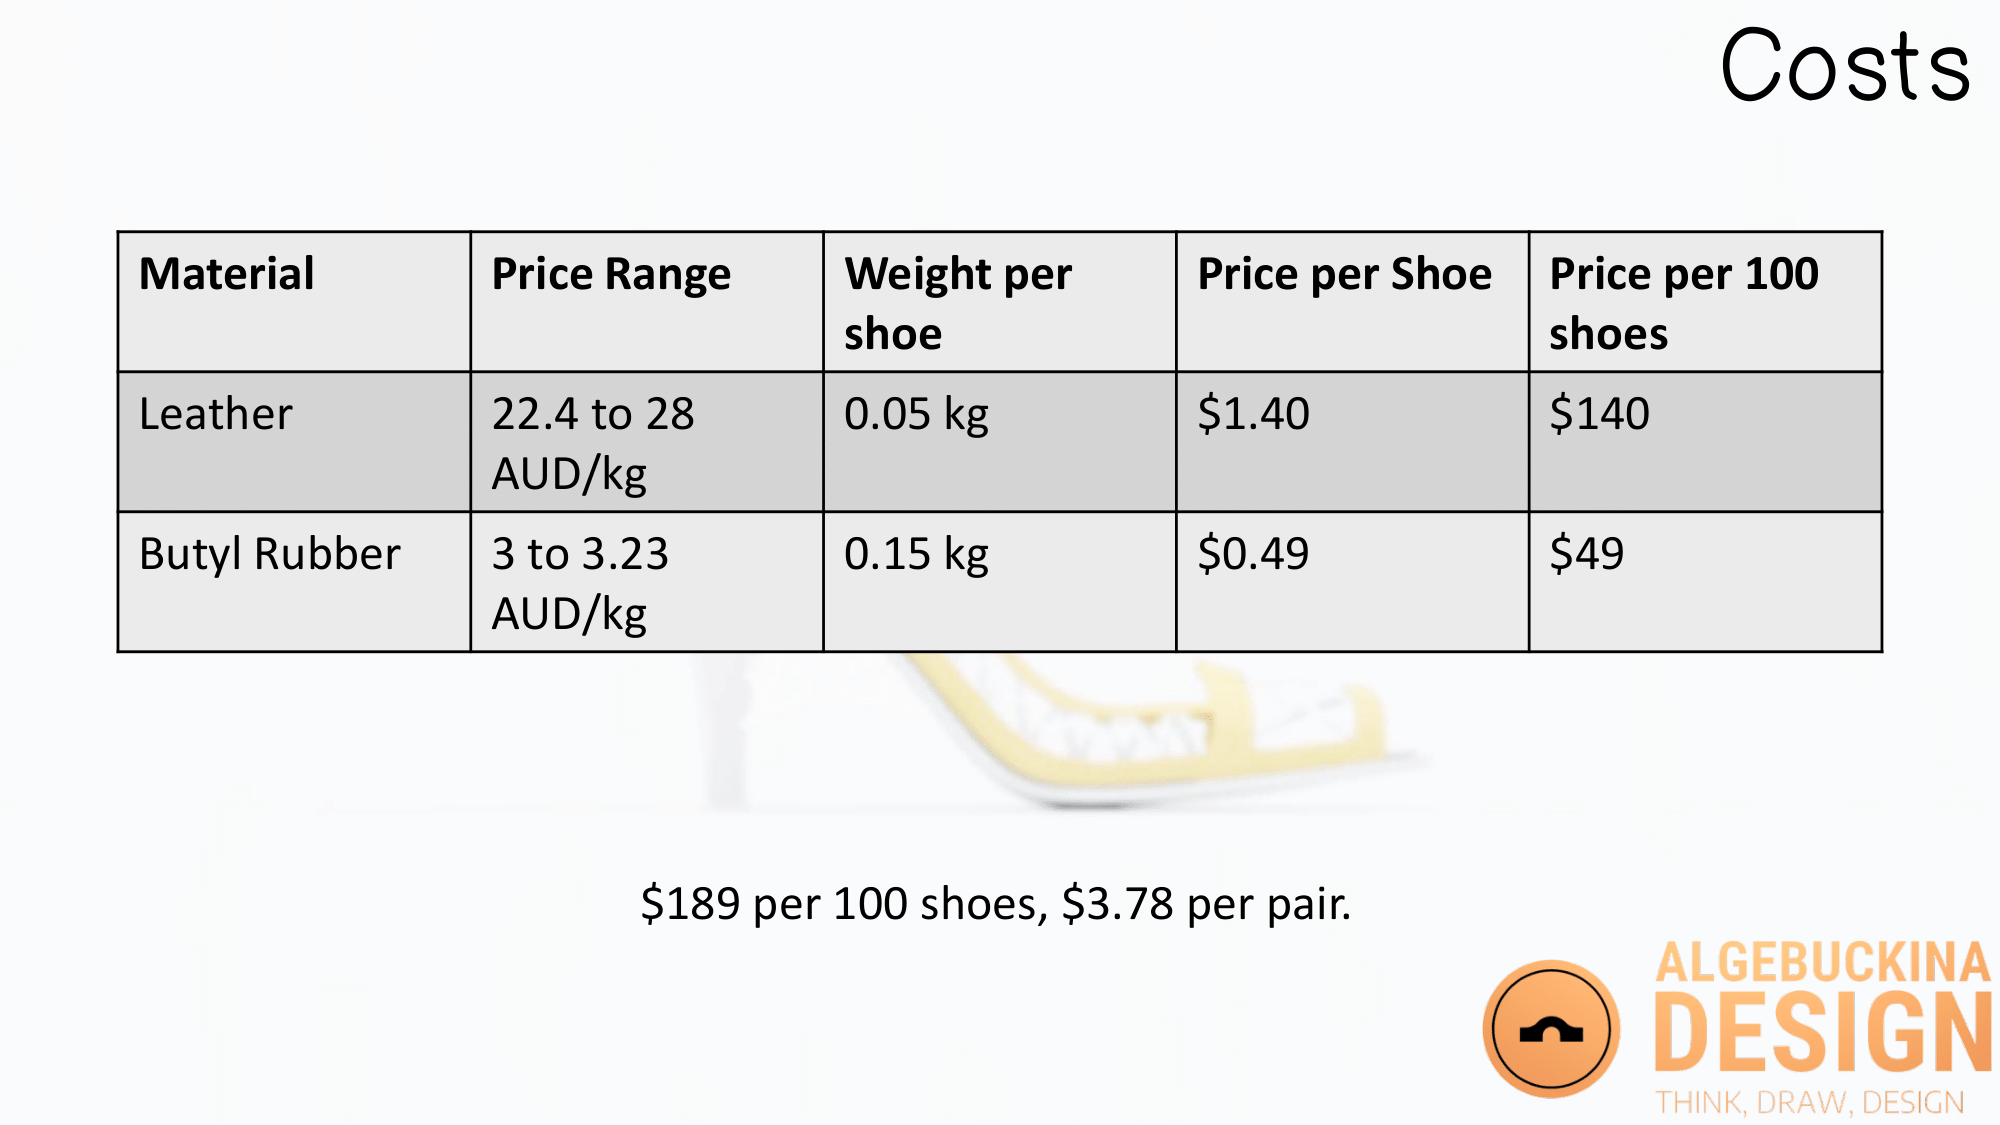 Costs
Material Price Range Weight per shoe Price per Shoe Price per 100 shoes
Leather 22.4 to 28 AUD/kg 0.05 kg $1.40 $140
Butyl Rubber 3 to 3.23 AUD/kg 0.15 kg $0.49 $49
$189 per 100 shoes, $3.78 per pair.
ALGEBUCKINA
DESIGN
THINK, DRAW, DESIGN